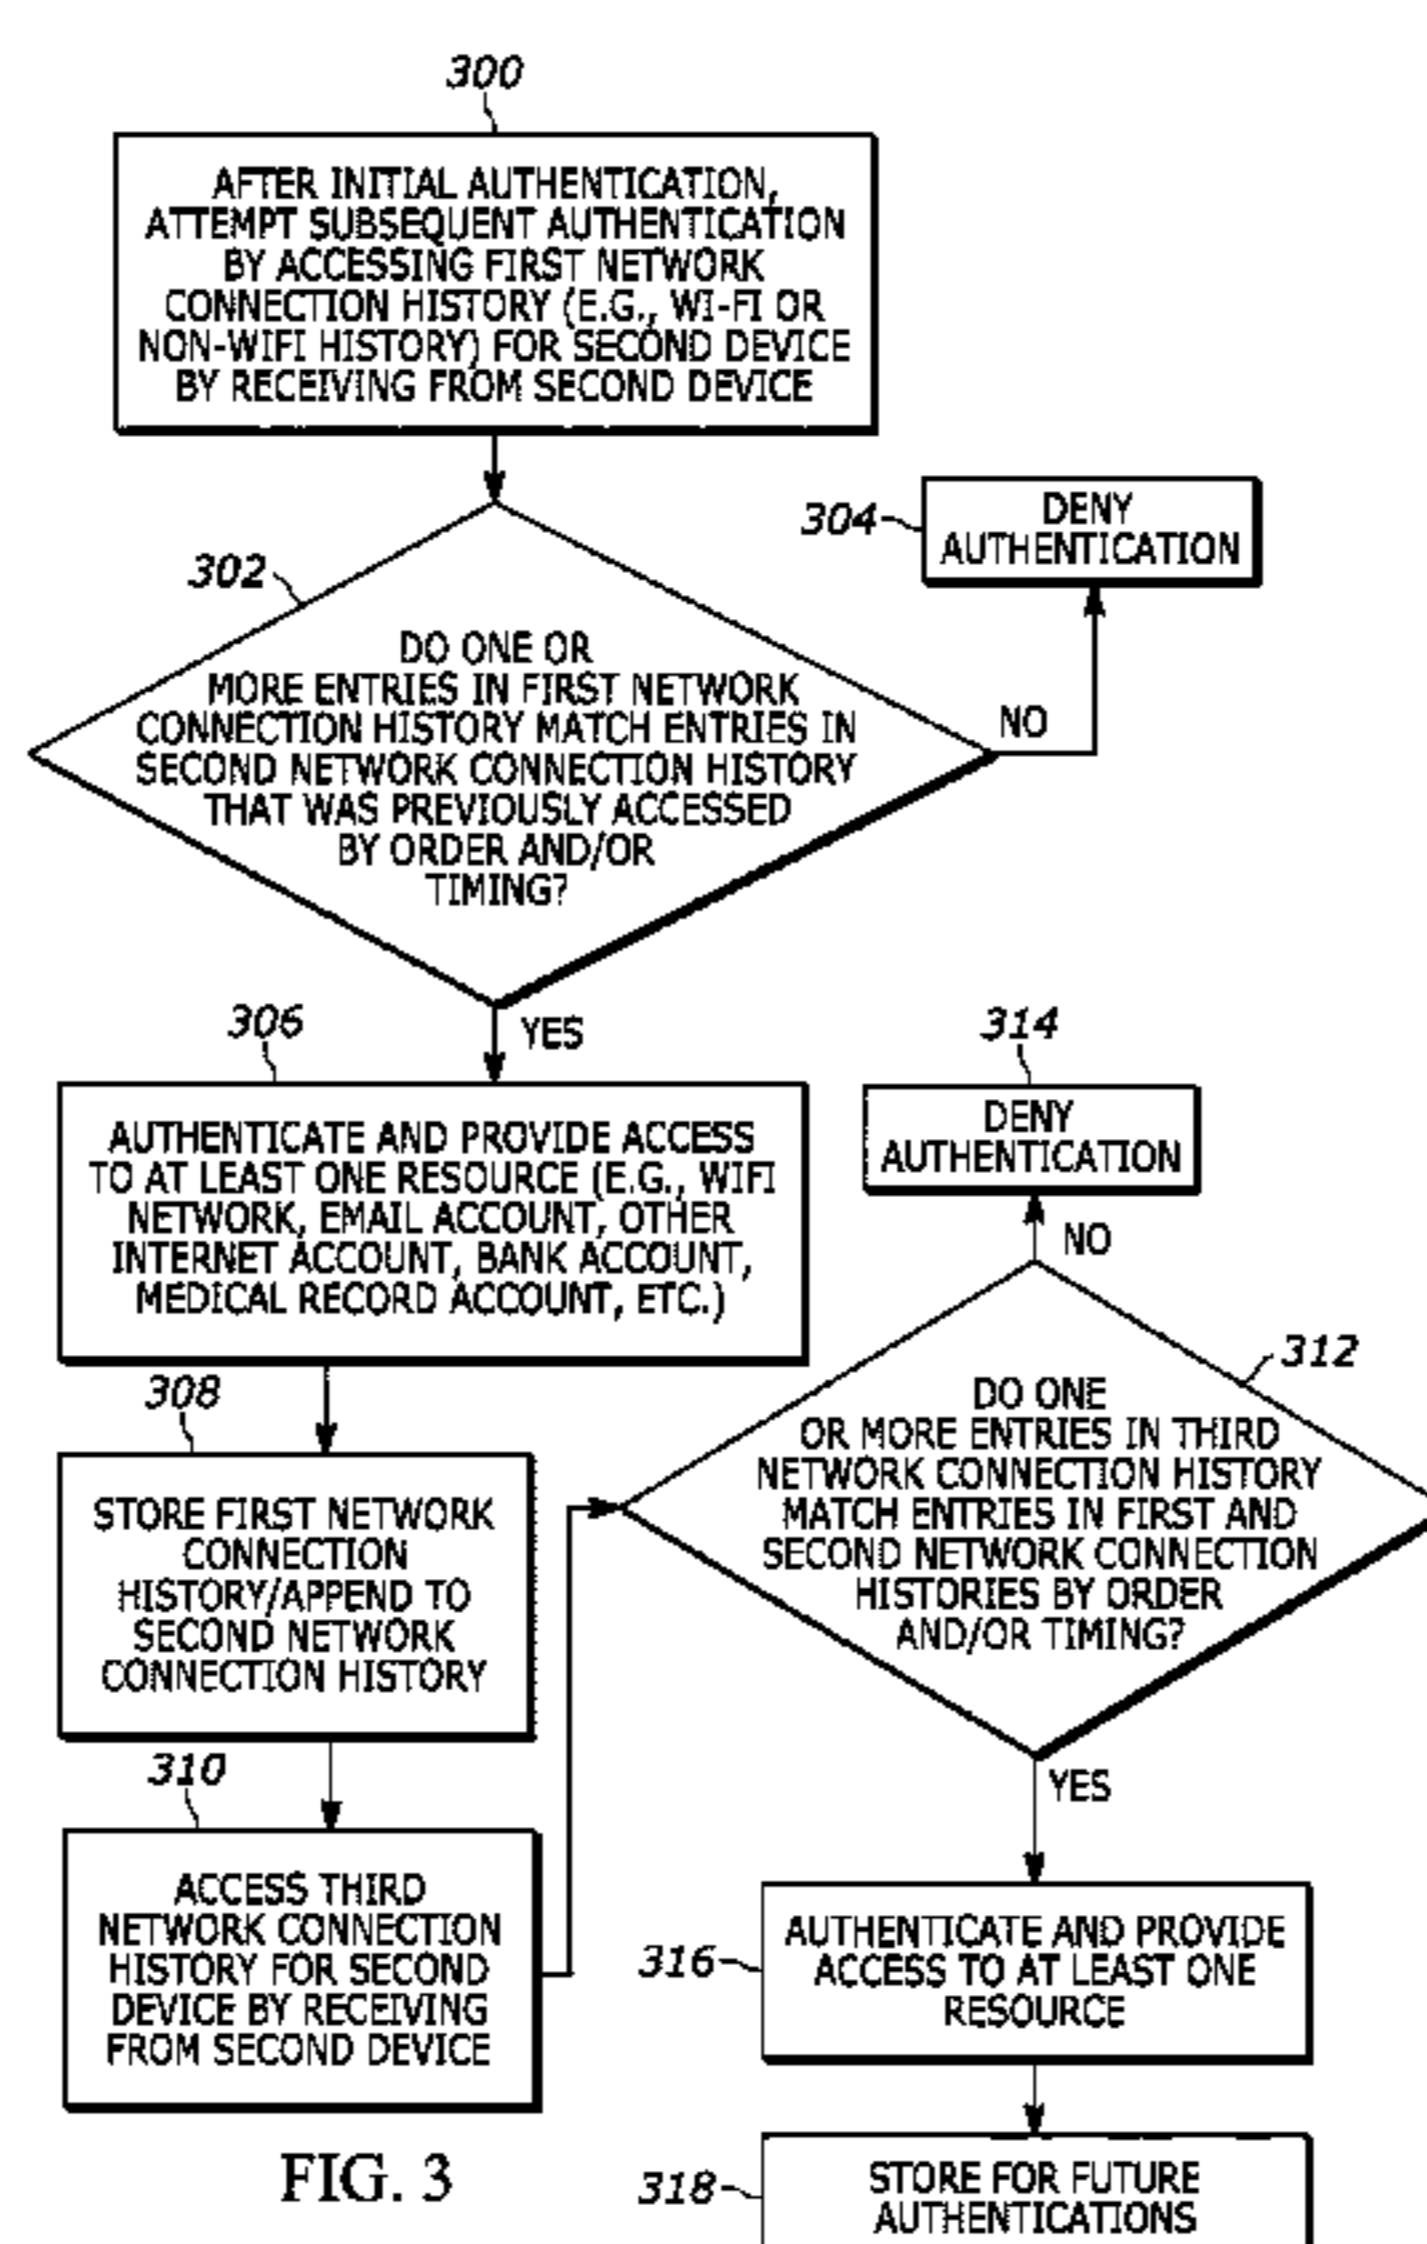 300
AFTER INITIAL AUTHENTICATION,
ATTEMPT SUBSEQUENT AUTHENTICATION
BY ACCESSING FIRST NETWORK
CONNECTION HISTORY (E.G., WI-FI OR
NON-WIFI HISTORY) FOR SECOND DEVICE
BY RECEIVING FROM SECOND DEVICE
304
DENY
AUTHENTICATION
302
DO ONE OR
MORE ENTRIES IN FIRST NETWORK
CONNECTION HISTORY MATCH ENTRIES IN
SECOND NETWORK CONNECTION HISTORY
THAT WAS PREVIOUSLY ACCESSED
BY ORDER AND/OR
TIMING?
NO
YES
306
AUTHENTICATE AND PROVIDE ACCESS
TO AT LEAST ONE RESOURCE (E.G., WIFI
NETWORK, EMAIL ACCOUNT, OTHER
INTERNET ACCOUNT, BANK ACCOUNT,
MEDICAL RECORD ACCOUNT, ETC.)
308
STORE FIRST NETWORK
CONNECTION
HISTORY/APPEND TO
SECOND NETWORK
CONNECTION HISTORY
310
ACCESS THIRD
NETWORK CONNECTION
HISTORY FOR SECOND
DEVICE BY RECEIVING
FROM SECOND DEVICE
314
DENY
AUTHENTICATION
NO
312
DO ONE
OR MORE ENTRIES IN THIRD
NETWORK CONNECTION HISTORY
MATCH ENTRIES IN FIRST AND
SECOND NETWORK CONNECTION
HISTORIES BY ORDER
AND/OR TIMING?
YES
316
AUTHENTICATE AND PROVIDE
ACCESS TO AT LEAST ONE
RESOURCE
318
STORE FOR FUTURE
AUTHENTICATIONS
FIG. 3